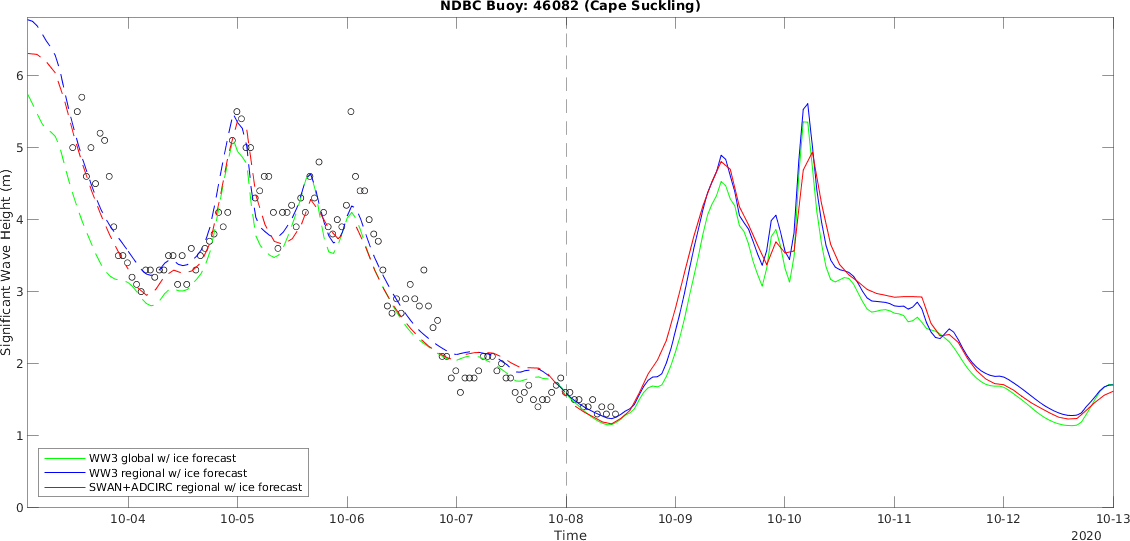 NDBC Buoy: 46082 (Cape Suckling)
Significant Wave Height (m)
6
5
4
3
2
1
0
WW3 global w/ ice forecast
WW3 regional w/ ice forecast
SWAN+ADCIRC regional w/ ice forecast
10-04 10-05 10-06 10-07 10-08 10-09 10-10 10-11 10-12 10-13
Time
2020